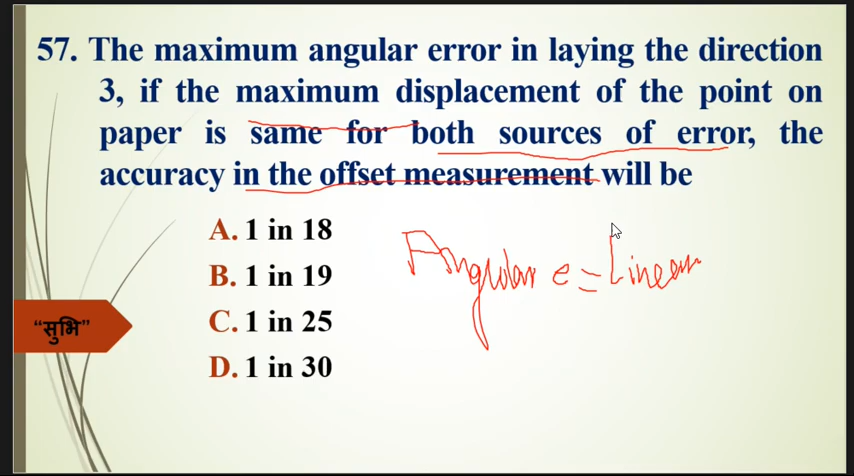 57. The maximum angular error in laying the direction
3, if the maximum displacement of the point on
paper is same for both sources of error, the
accuracy in the offset measurement will be
A. 1 in 18
B. 1 in 19
C. 1 in 25
D. 1 in 30
Angular e = Linear
“सुभि”